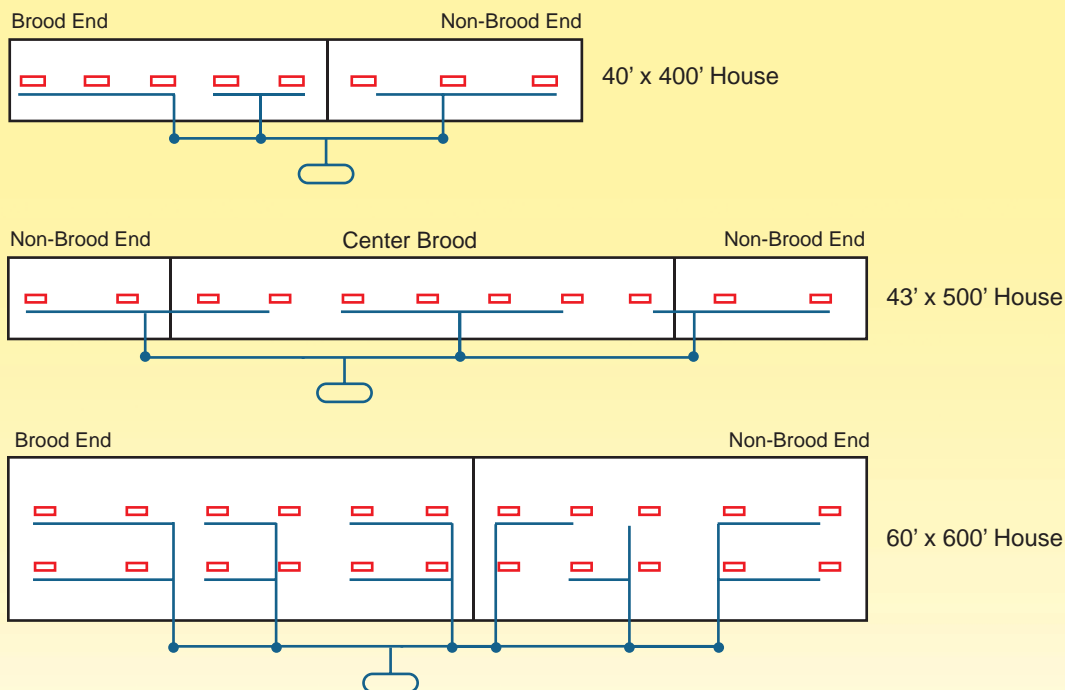 Brood End
Non-Brood End
40’ x 400’ House
Non-Brood End
Center Brood
Non-Brood End
43’ x 500’ House
Brood End
Non-Brood End
60’ x 600’ House